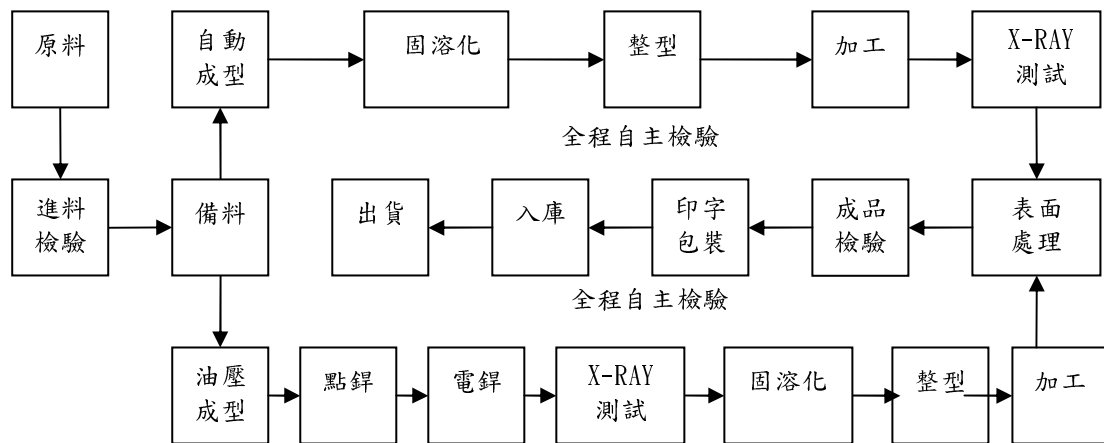 原料
自動
成型
固溶化
整型
加工
X-RAY
測試
全程自主檢驗
進料
檢驗
備料
出貨
入庫
印字
包裝
成品
檢驗
表面
處理
全程自主檢驗
油壓
成型
點銲
電銲
X-RAY
測試
固溶化
整型
加工